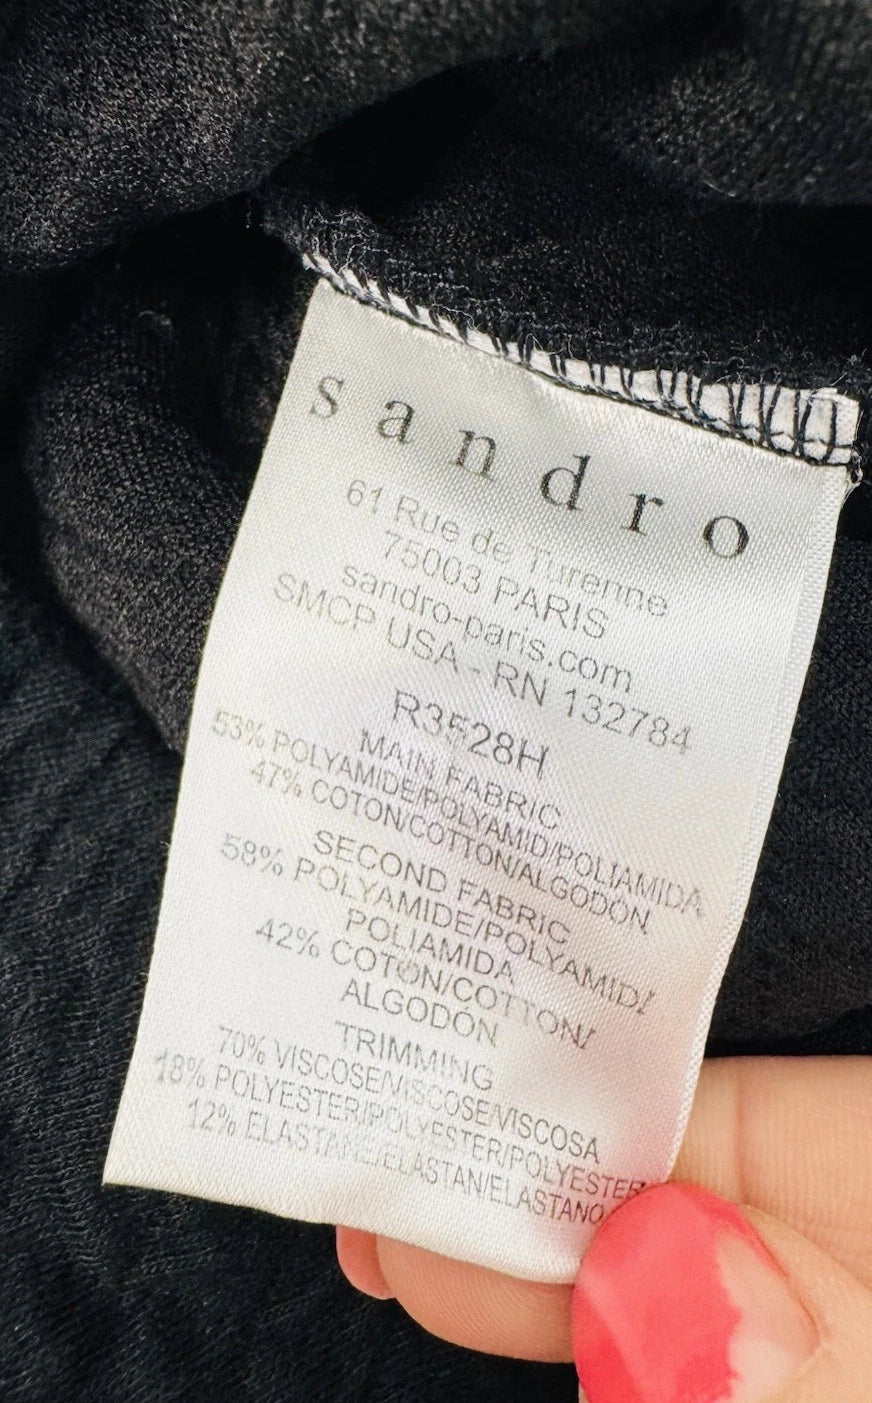 sandro
61 Rue de Turenne
75003 PARIS
sandro-paris.com
SMCP USA - RN 132784
R3528H
MAIN FABRIC
53% POLYAMIDE/POLYAMID/POLIAMIDA
47% COTON/COTTON/ALGODÓN
SECOND FABRIC
58% POLYAMIDE/POLYAMID/
POLIAMIDA
42% COTON/COTTON/
ALGODÓN
TRIMMING
70% VISCOSE/VISCOSE/VISCOSA
18% POLYESTER/POLYESTER/POLYESTER
12% ELASTANE/ELASTAN/ELASTANO